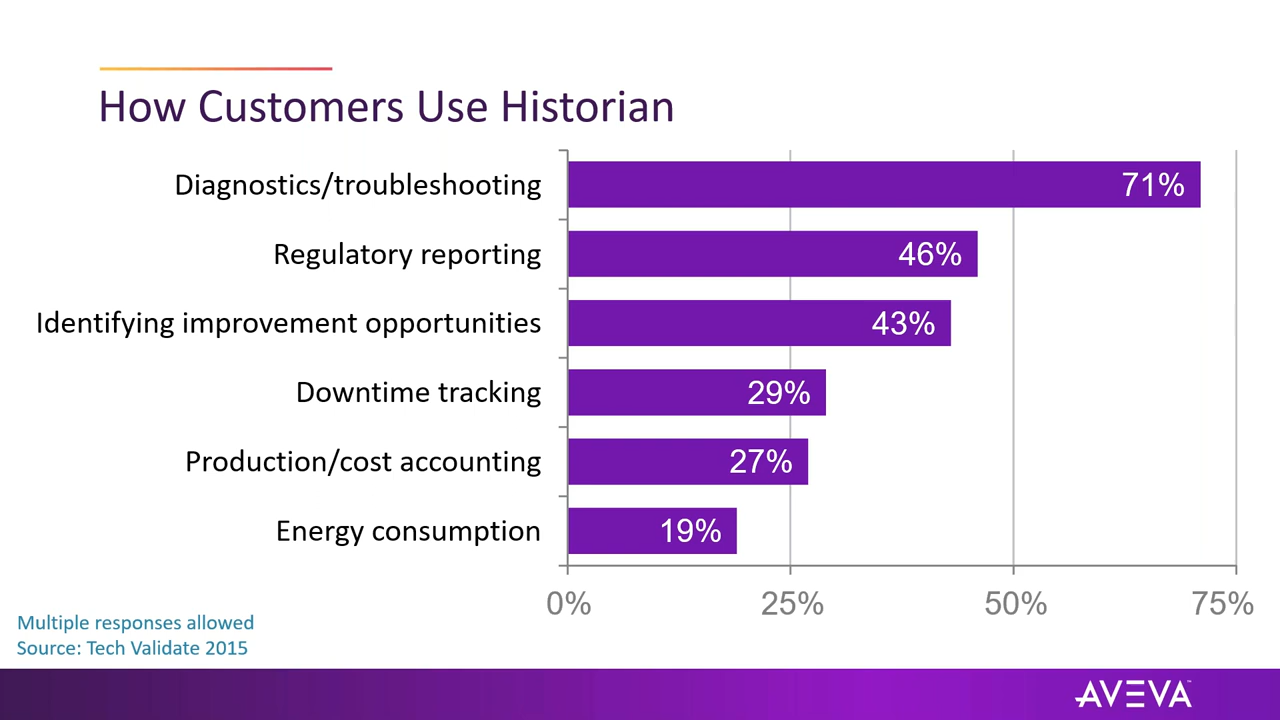 How Customers Use Historian
Diagnostics/troubleshooting
71%
Regulatory reporting
46%
Identifying improvement opportunities
43%
Downtime tracking
29%
Production/cost accounting
27%
Energy consumption
19%
0% 25% 50% 75%
Multiple responses allowed
Source: Tech Validate 2015
AVEVA™